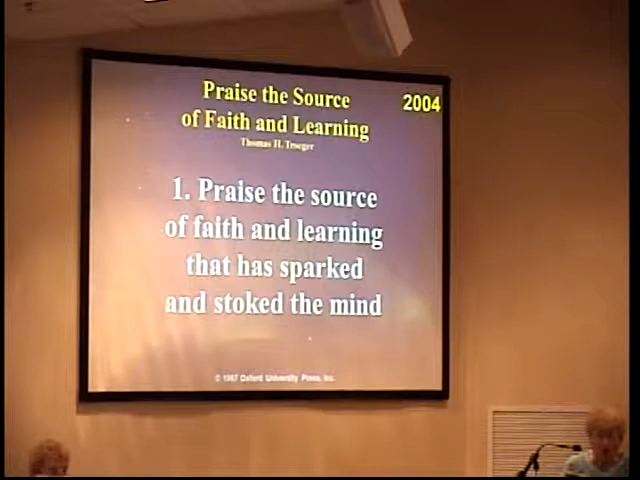 Praise the Source
2004
of Faith and Learning
Thomas H. Troeger
1. Praise the source
of faith and learning
that has sparked
and stoked the mind
© 1987 Oxford University Press, Inc.